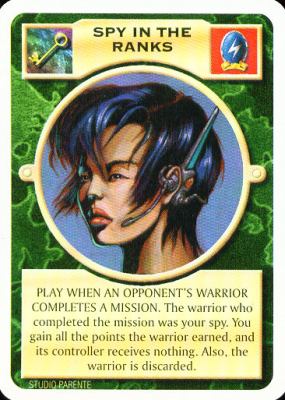 SPY IN THE
RANKS
PLAY WHEN AN OPPONENT'S WARRIOR
COMPLETES A MISSION. The warrior who
completed the mission was your spy. You
gain all the points the warrior earned, and
its controller receives nothing. Also, the
warrior is discarded.
STUDIO PARENTE